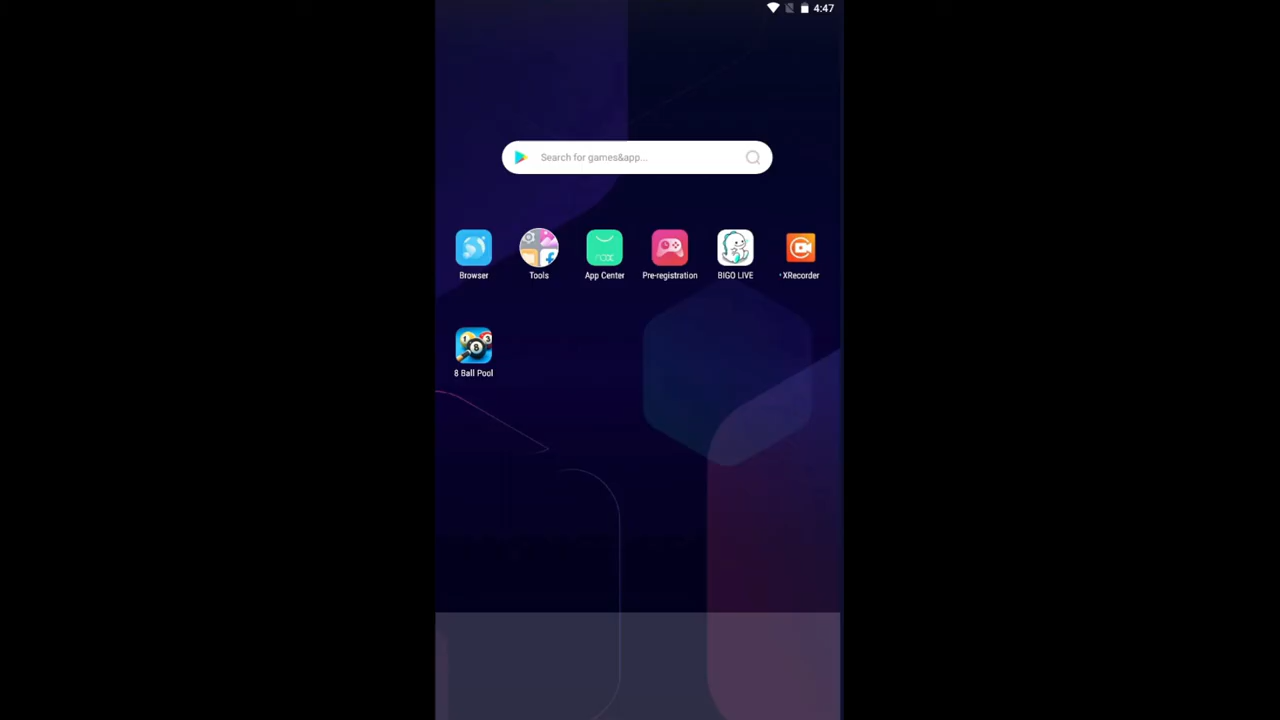 4:47
Search for games&app...
Browser
Tools
App Center
Pre-registration
BIGO LIVE
XRecorder
8 Ball Pool